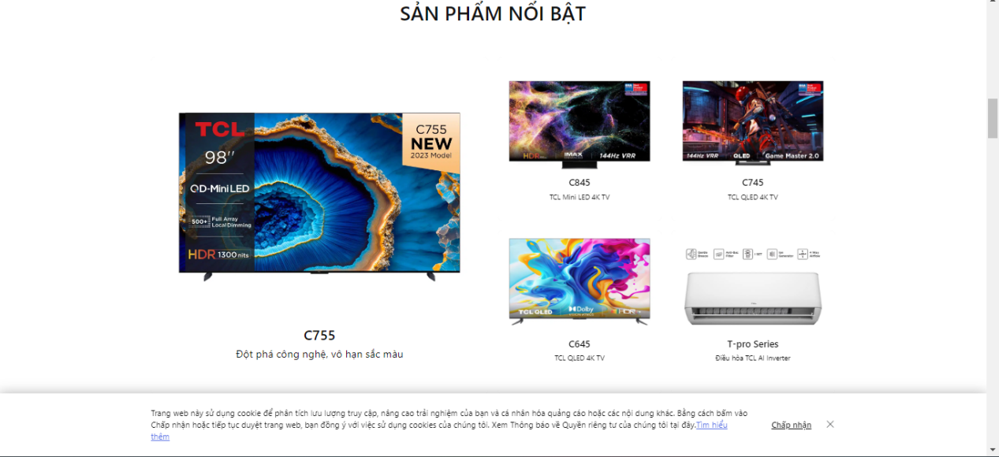 SẢN PHẨM NỔI BẬT
TCL
98''
QD-Mini LED
500+ Full Array
Local Dimming
HDR 1300 nits
C755
NEW
2023 Model
C755
Đột phá công nghệ, vô hạn sắc màu
HDR IMAX 144Hz VRR
C845
TCL Mini LED 4K TV
144Hz VRR QLED Game Master 2.0
C745
TCL QLED 4K TV
TCL QLED Dolby HDR
VISION·ATMOS
C645
TCL QLED 4K TV
T-pro Series
Điều hòa TCL AI Inverter
Trang web này sử dụng cookie để phân tích lưu lượng truy cập, nâng cao trải nghiệm của bạn và cá nhân hóa quảng cáo hoặc các nội dung khác. Bằng cách bấm vào
Chấp nhận hoặc tiếp tục duyệt trang web, bạn đồng ý với việc sử dụng cookies của chúng tôi. Xem Thông báo về Quyền riêng tư của chúng tôi tại đây.Tìm hiểu
thêm
Chấp nhận